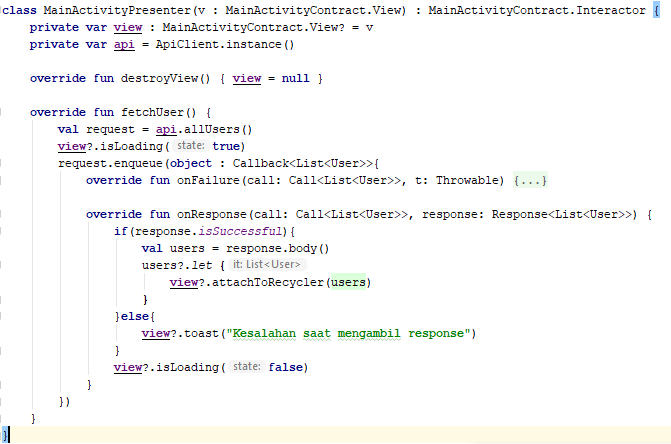 class MainActivityPresenter(v : MainActivityContract.View) : MainActivityContract.Interactor {
    private var view : MainActivityContract.View? = v
    private var api = ApiClient.instance()

    override fun destroyView() { view = null }

    override fun fetchUser() {
        val request = api.allUsers()
        view?.isLoading( state: true)
        request.enqueue(object : Callback<List<User>>{
            override fun onFailure(call: Call<List<User>>, t: Throwable) {...}

            override fun onResponse(call: Call<List<User>>, response: Response<List<User>>) {
                if(response.isSuccessful){
                    val users = response.body()
                    users?.let { it: List<User>
                        view?.attachToRecycler(users)
                    }
                }else{
                    view?.toast("Kesalahan saat mengambil response")
                }
                view?.isLoading( state: false)
            }
        })
    }
}